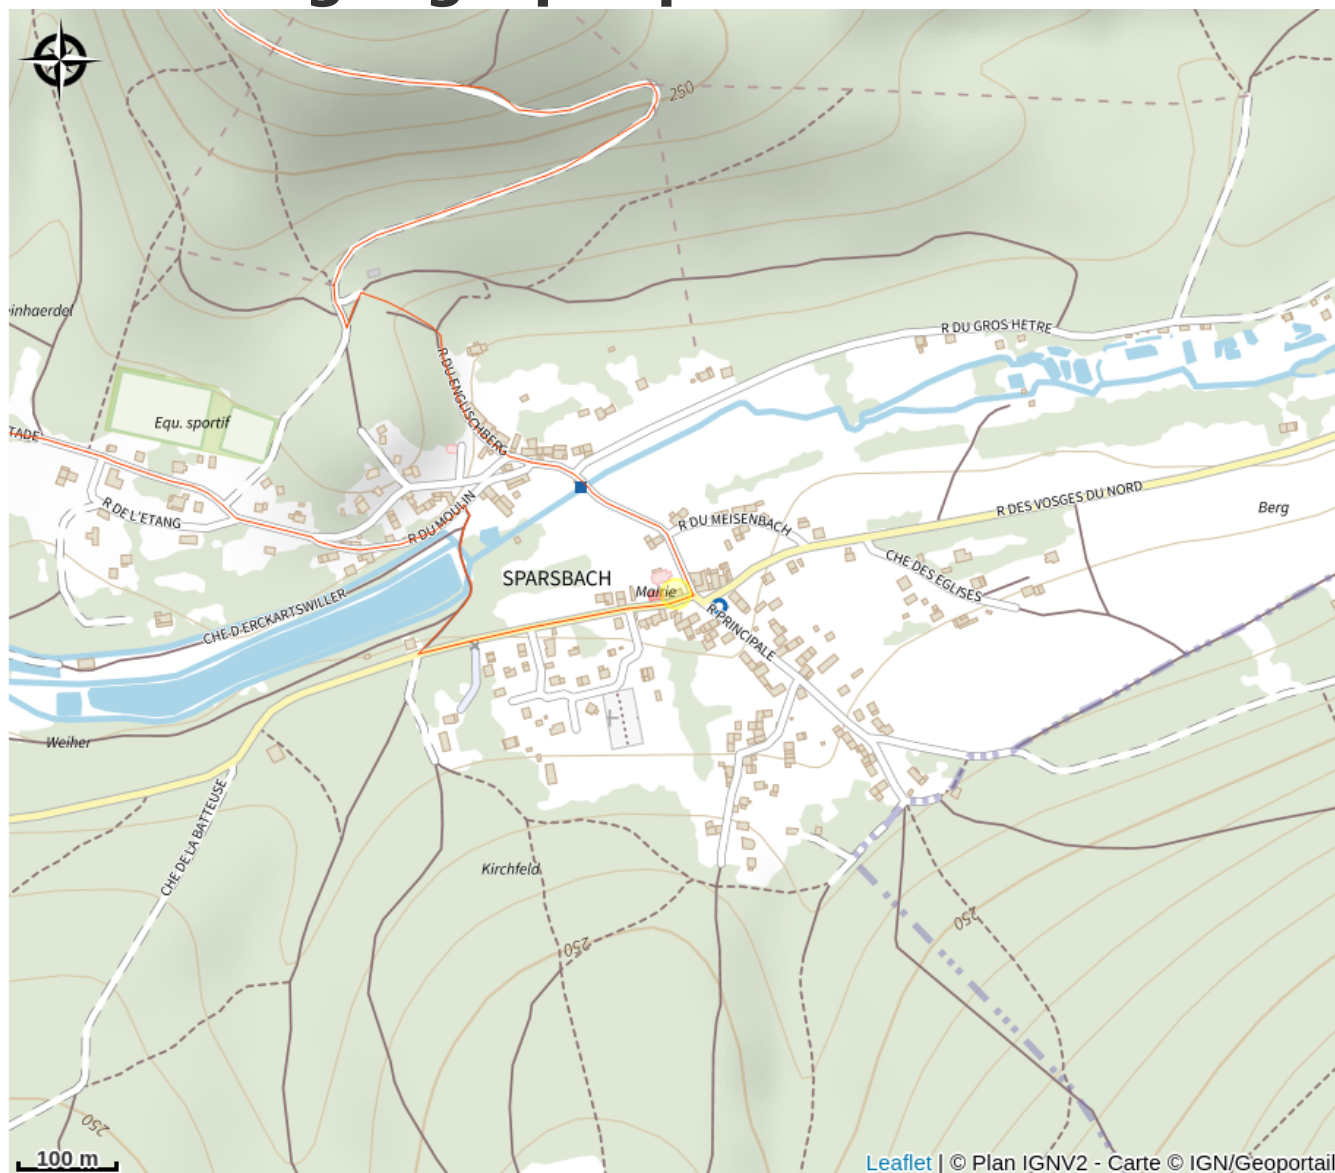 250
inhaerdel
R DU GROS HETRE
Equ. sportif
TADE
R DU ENGLISCHBERG
R DE L'ETANG
R DU MOULIN
R DU MEISENBACH
R DES VOSGES DU NORD
Berg
SPARSBACH
Mairie
CHE DES EGLISES
CHE D'ERCKARTSWILLER
R PRINCIPALE
Weiher
CHE DE LA BATTEUSE
Kirchfeld
250
250
250
100 m
Leaflet | © Plan IGNV2 - Carte © IGN/Geoportail